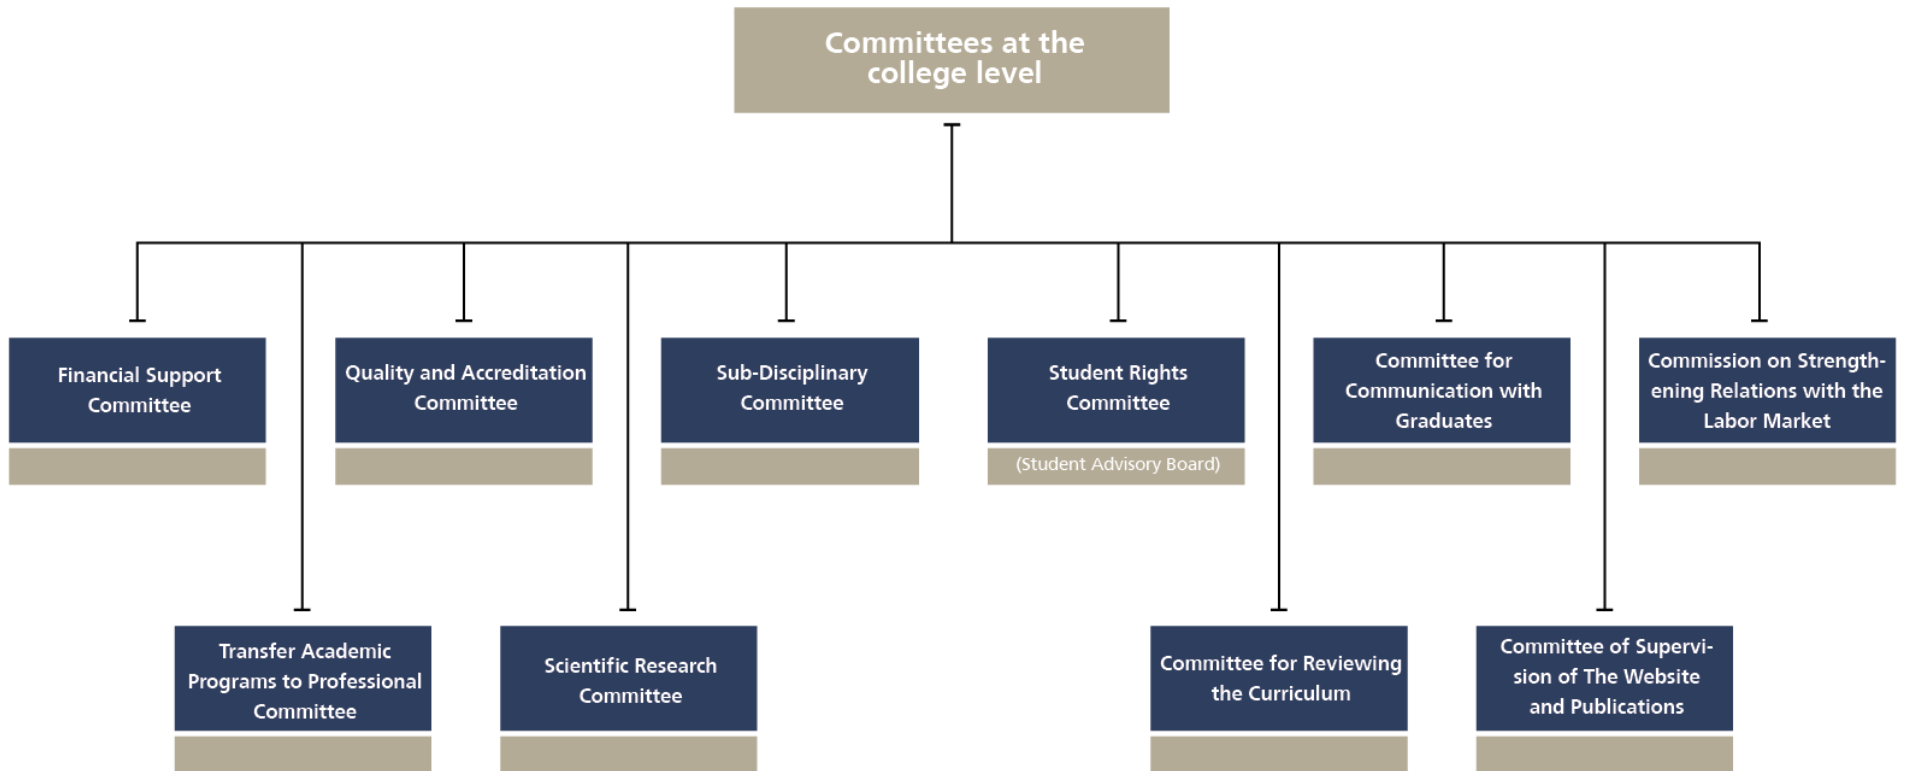 Committees at the
college level
Financial Support
Committee
Quality and Accreditation
Committee
Sub-Disciplinary
Committee
Student Rights
Committee
(Student Advisory Board)
Committee for
Communication with
Graduates
Commission on Strength-
ening Relations with the
Labor Market
Transfer Academic
Programs to Professional
Committee
Scientific Research
Committee
Committee for Reviewing
the Curriculum
Committee of Supervi-
sion of The Website
and Publications